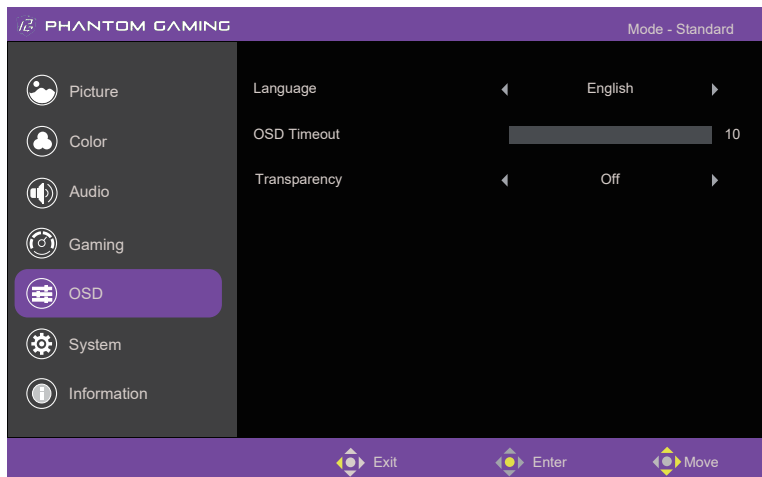 PHANTOM GAMING
Mode - Standard
Picture
Color
Audio
Gaming
OSD
System
Information
Language English
OSD Timeout 10
Transparency Off
Exit Enter Move